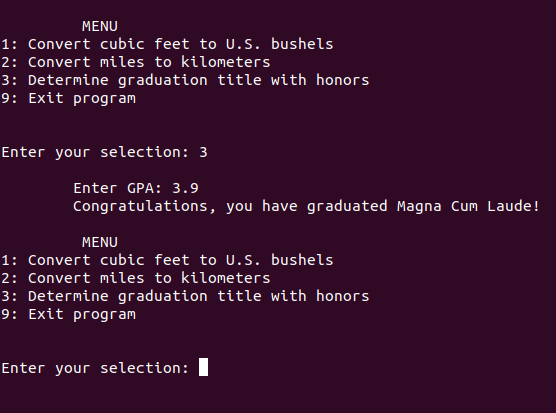 MENU
1: Convert cubic feet to U.S. bushels
2: Convert miles to kilometers
3: Determine graduation title with honors
9: Exit program
Enter your selection: 3
Enter GPA: 3.9
Congratulations, you have graduated Magna Cum Laude!
MENU
1: Convert cubic feet to U.S. bushels
2: Convert miles to kilometers
3: Determine graduation title with honors
9: Exit program
Enter your selection: